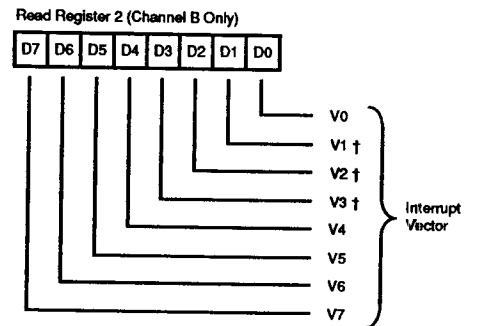 Read Register 2 (Channel B Only)
D7 D6 D5 D4 D3 D2 D1 D0
V0
V1 †
V2 †
V3 †
V4
V5
V6
V7
Interrupt
Vector